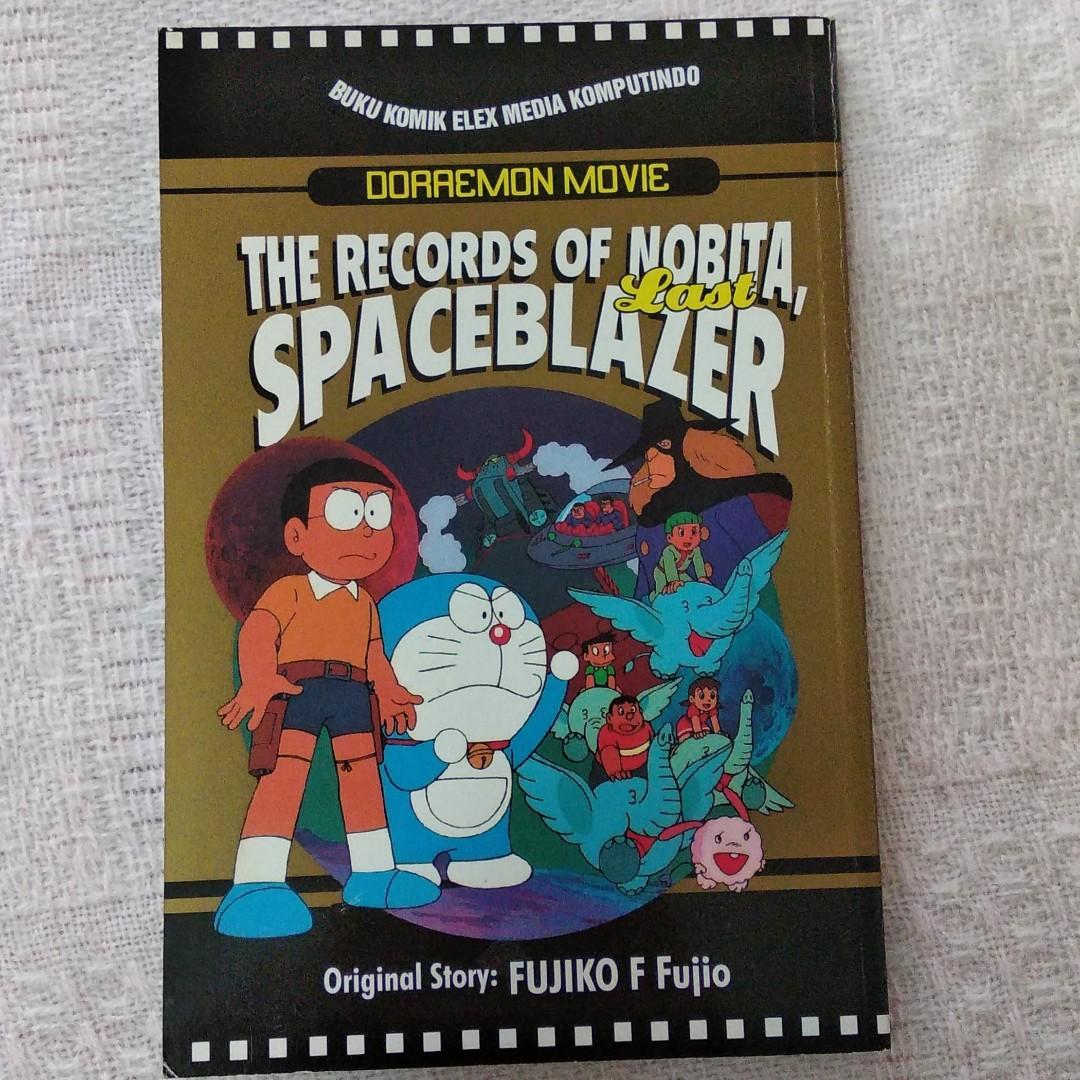 BUKU KOMIK ELEX MEDIA KOMPUTINDO
DORAEMON MOVIE
THE RECORDS OF NOBITA,
SPACEBLAZER
Last
Original Story: FUJIKO F Fujio